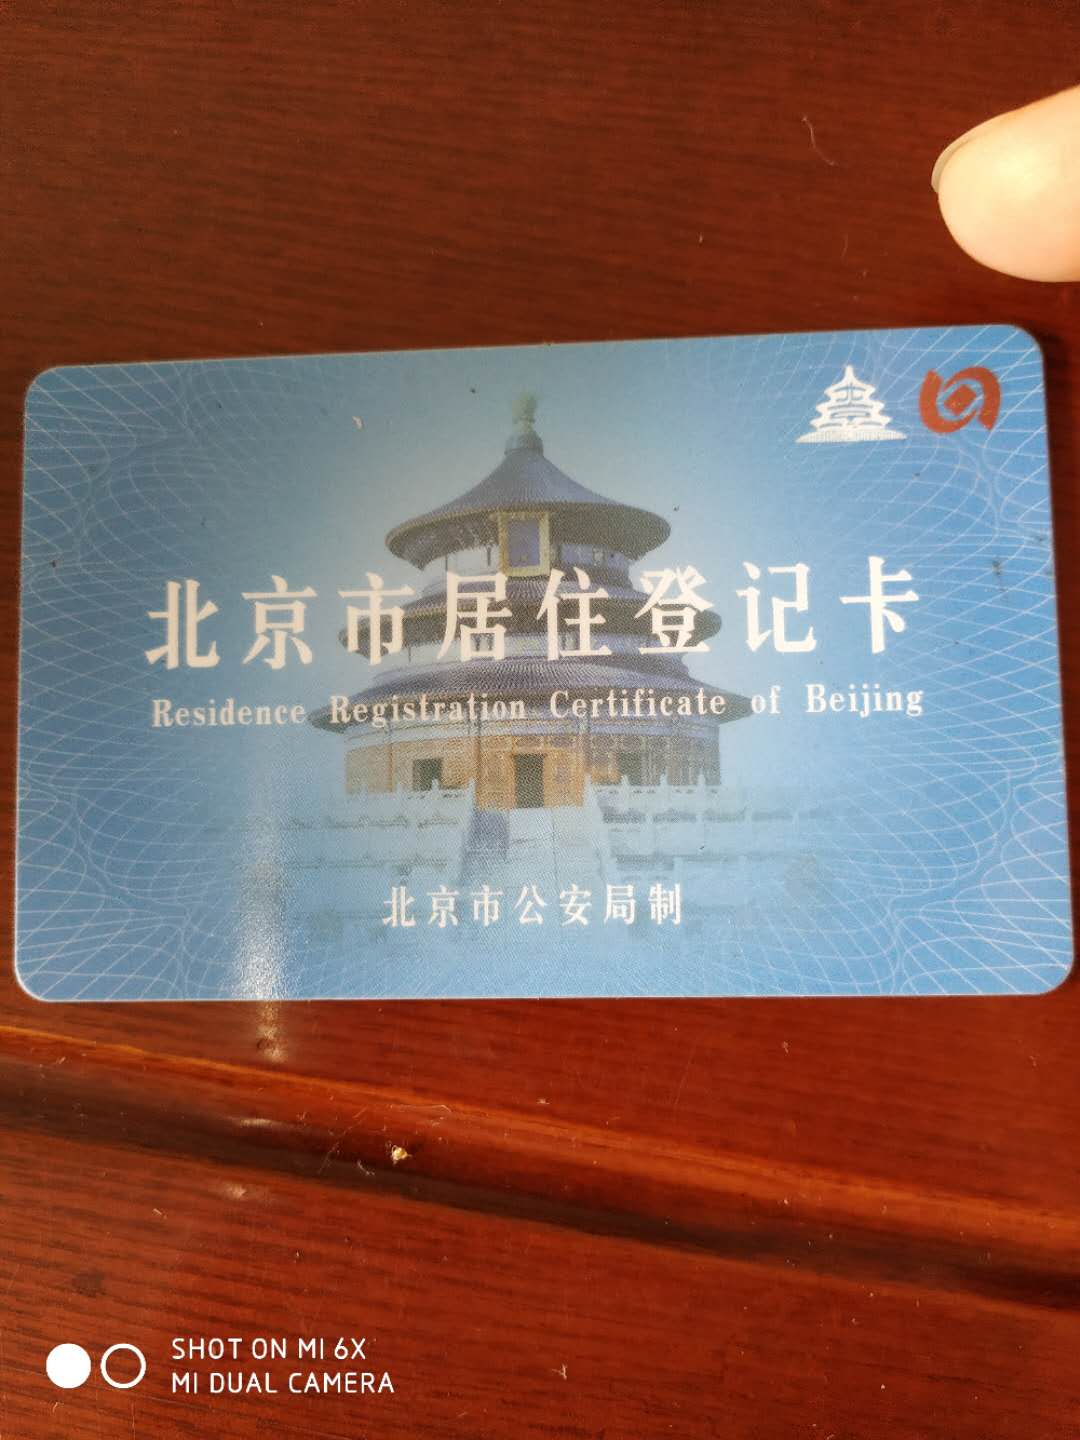 北京市居住登记卡
Residence Registration Certificate of Beijing
北京市公安局制
SHOT ON MI 6X
MI DUAL CAMERA